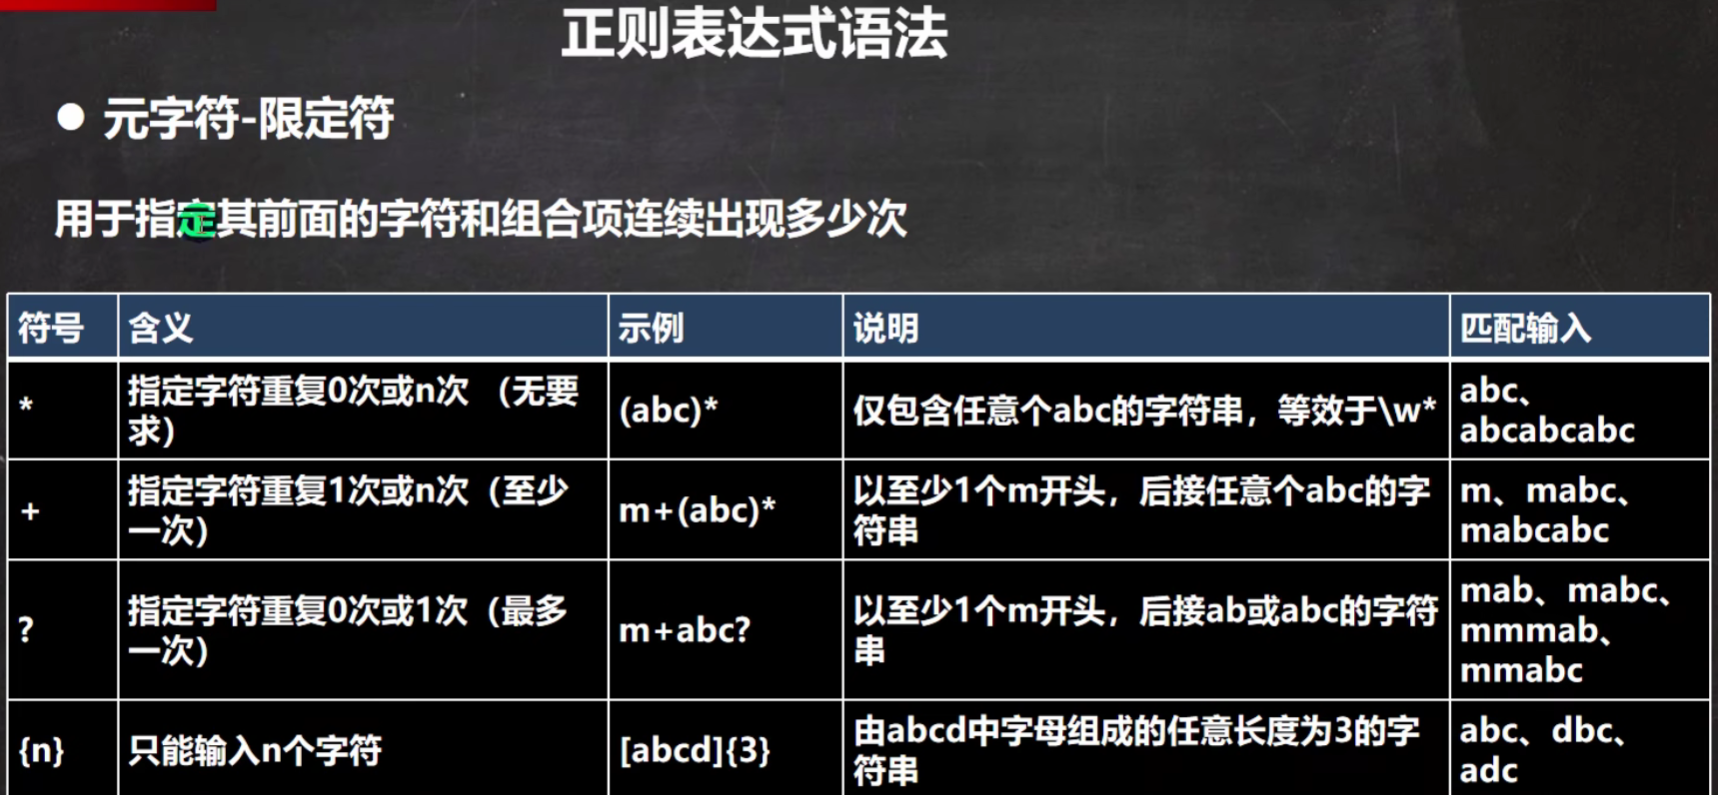 正则表达式语法
● 元字符-限定符
用于指定其前面的字符和组合项连续出现多少次
符号 含义 示例 说明 匹配输入
* 指定字符重复0次或n次 （无要求） (abc)* 仅包含任意个abc的字符串，等效于\w* abc、abcabcabc
+ 指定字符重复1次或n次（至少一次） m+(abc)* 以至少1个m开头，后接任意个abc的字符串 m、mabc、mabcabc
? 指定字符重复0次或1次（最多一次） m+abc? 以至少1个m开头，后接ab或abc的字符串 mab、mabc、mmmab、mmabc
{n} 只能输入n个字符 [abcd]{3} 由abcd中字母组成的任意长度为3的字符串 abc、dbc、adc